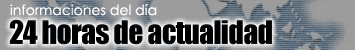 informaciones del día
24 horas de actualidad